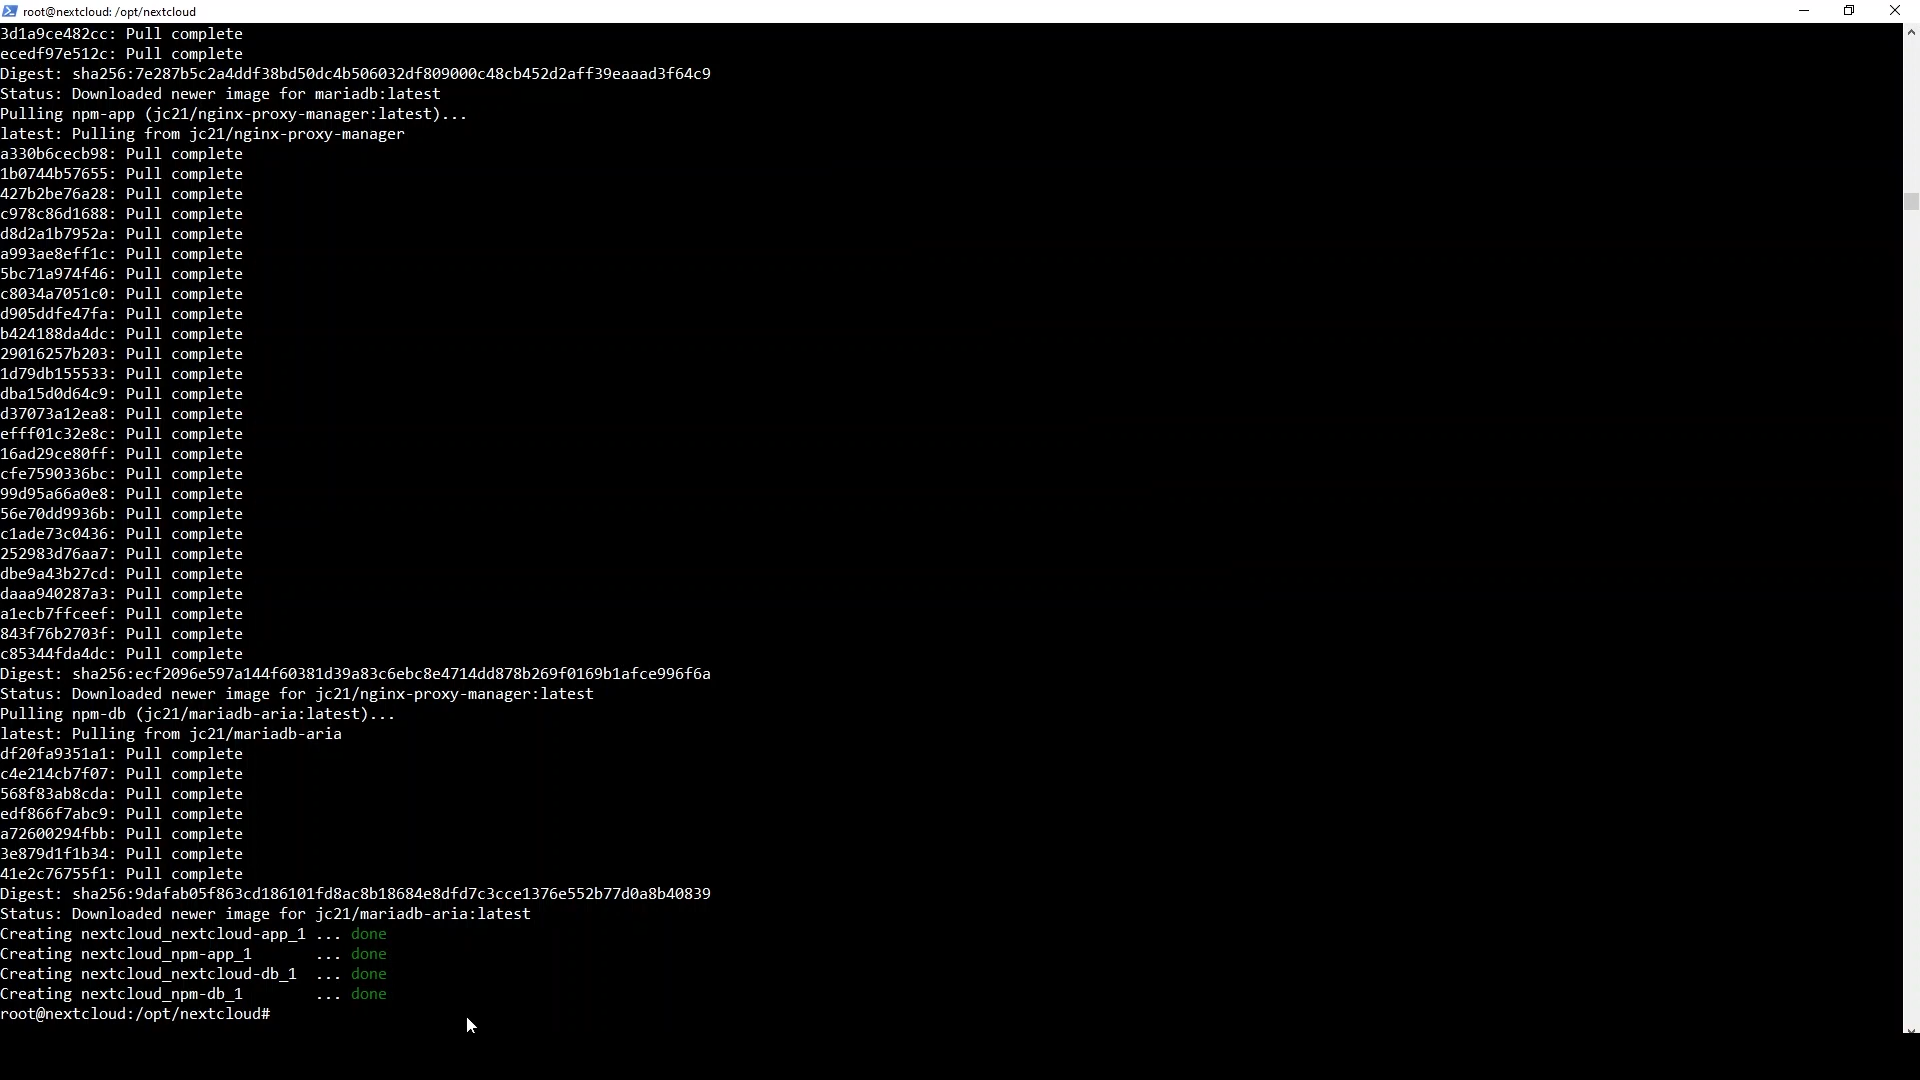 root@nextcloud: /opt/nextcloud
3d1a9ce482cc: Pull complete
ecedf97e512c: Pull complete
Digest: sha256:7e287b5c2a4ddf38bd50dc4b506032df809000c48cb452d2aff39eaaad3f64c9
Status: Downloaded newer image for mariadb:latest
Pulling npm-app (jc21/nginx-proxy-manager:latest)...
latest: Pulling from jc21/nginx-proxy-manager
a330b6cecb98: Pull complete
1b0744b57655: Pull complete
427b2be76a28: Pull complete
c978c86d1688: Pull complete
d8d2a1b7952a: Pull complete
a993ae8eff1c: Pull complete
5bc71a974f46: Pull complete
c8034a7051c0: Pull complete
d905ddfe47fa: Pull complete
b424188da4dc: Pull complete
29016257b203: Pull complete
1d79db155533: Pull complete
dba15d0d64c9: Pull complete
d37073a12ea8: Pull complete
efff01c32e8c: Pull complete
16ad29ce80ff: Pull complete
cfe7590336bc: Pull complete
99d95a66a0e8: Pull complete
56e70dd9936b: Pull complete
c1ade73c0436: Pull complete
252983d76aa7: Pull complete
dbe9a43b27cd: Pull complete
daaa940287a3: Pull complete
a1ecb7ffceef: Pull complete
843f76b2703f: Pull complete
c85344fda4dc: Pull complete
Digest: sha256:ecf2096e597a144f60381d39a83c6ebc8e4714dd878b269f0169b1afce996f6a
Status: Downloaded newer image for jc21/nginx-proxy-manager:latest
Pulling npm-db (jc21/mariadb-aria:latest)...
latest: Pulling from jc21/mariadb-aria
df20fa9351a1: Pull complete
c4e214cb7f07: Pull complete
568f83ab8cda: Pull complete
edf866f7abc9: Pull complete
a72600294fbb: Pull complete
3e879d1f1b34: Pull complete
41e2c76755f1: Pull complete
Digest: sha256:9dafab05f863cd186101fd8ac8b18684e8dfd7c3cce1376e552b77d0a8b40839
Status: Downloaded newer image for jc21/mariadb-aria:latest
Creating nextcloud_nextcloud-app_1 ... done
Creating nextcloud_npm-app_1       ... done
Creating nextcloud_nextcloud-db_1  ... done
Creating nextcloud_npm-db_1        ... done
root@nextcloud:/opt/nextcloud#